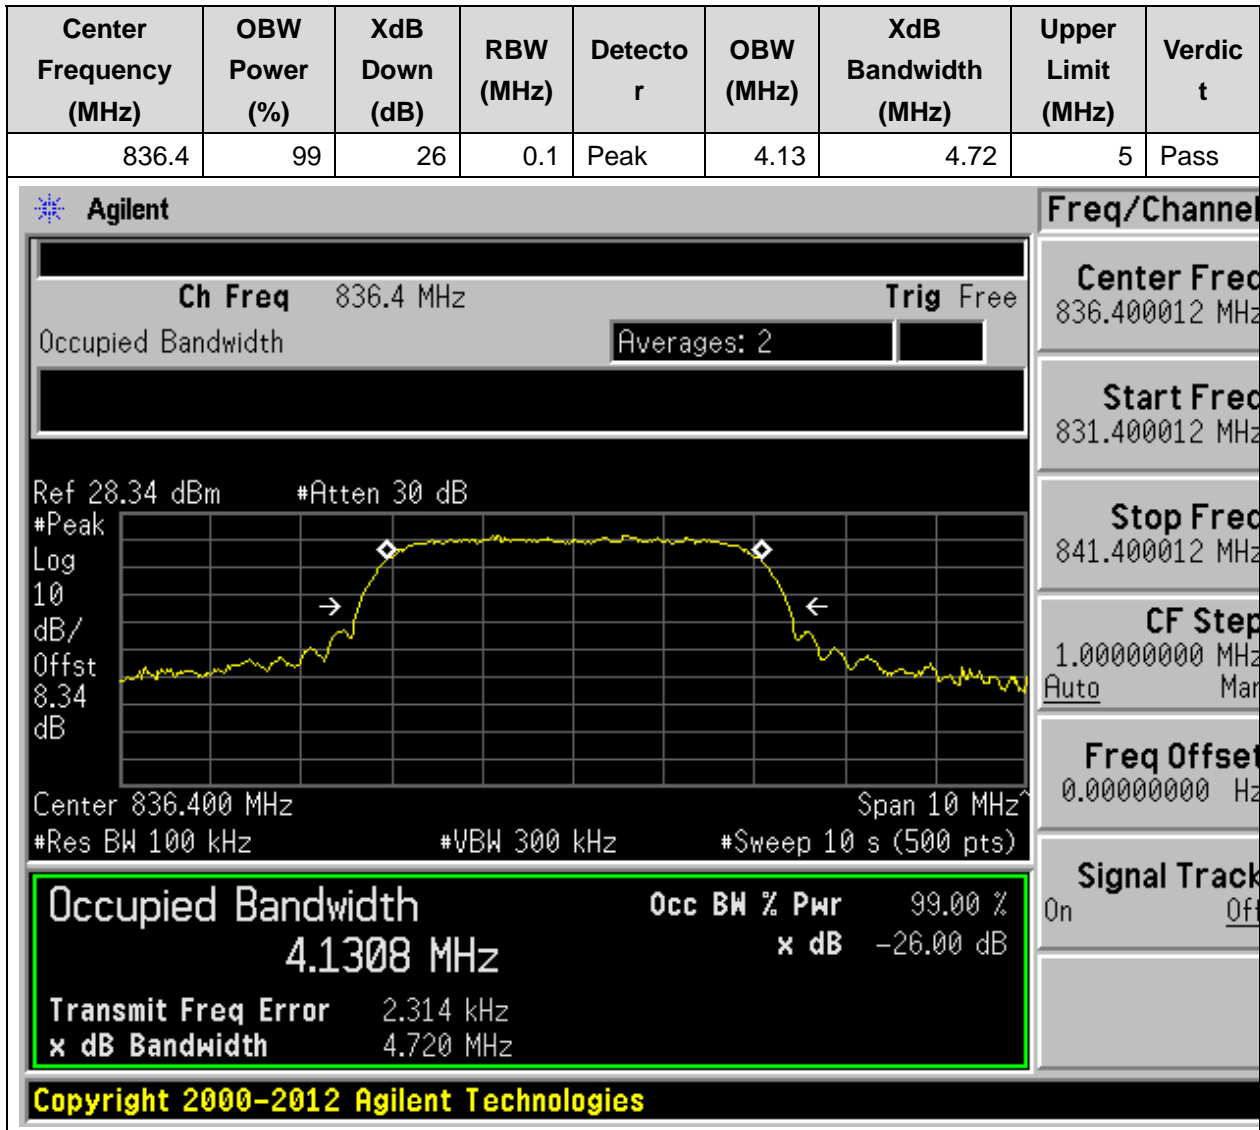 Center Frequency (MHz) OBW Power (%) XdB Down (dB) RBW (MHz) Detector OBW (MHz) XdB Bandwidth (MHz) Upper Limit (MHz) Verdict
836.4 99 26 0.1 Peak 4.13 4.72 5 Pass
Agilent
Freq/Channel
Ch Freq 836.4 MHz Trig Free
Occupied Bandwidth Averages: 2
Center Freq
836.400012 MHz
Start Freq
831.400012 MHz
Stop Freq
841.400012 MHz
CF Step
1.00000000 MHz
Auto Man
Freq Offset
0.00000000 Hz
Signal Track
On Off
Ref 28.34 dBm #Atten 30 dB
#Peak
Log
10
dB/
Offst
8.34
dB
Center 836.400 MHz Span 10 MHz^
#Res BW 100 kHz #VBW 300 kHz #Sweep 10 s (500 pts)
Occupied Bandwidth
4.1308 MHz
Occ BW % Pwr 99.00 %
x dB -26.00 dB
Transmit Freq Error 2.314 kHz
x dB Bandwidth 4.720 MHz
Copyright 2000-2012 Agilent Technologies